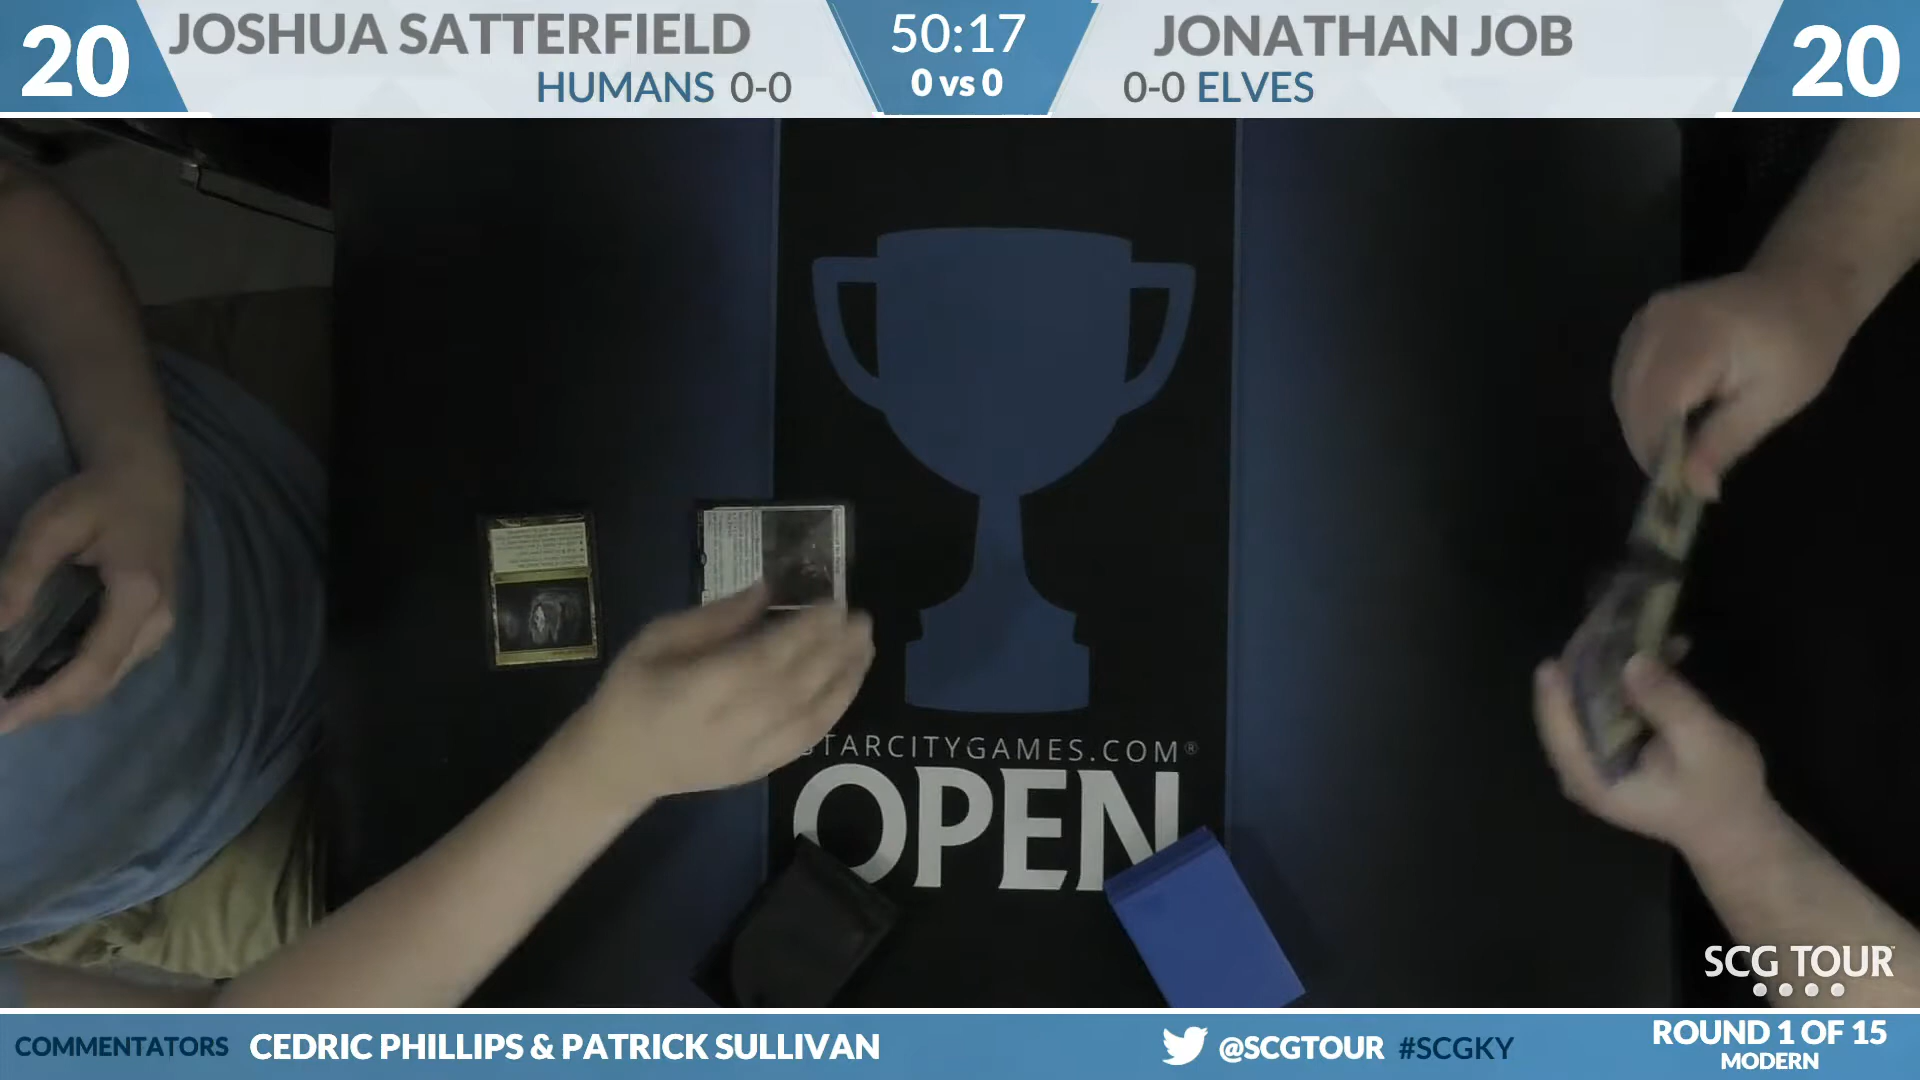 20
JOSHUA SATTERFIELD
HUMANS 0-0
50:17
0 vs 0
JONATHAN JOB
0-0 ELVES
20
STARCITYGAMES.COM®
OPEN
SCG TOUR
COMMENTATORS CEDRIC PHILLIPS & PATRICK SULLIVAN
@SCGTOUR #SCGKY
ROUND 1 OF 15
MODERN